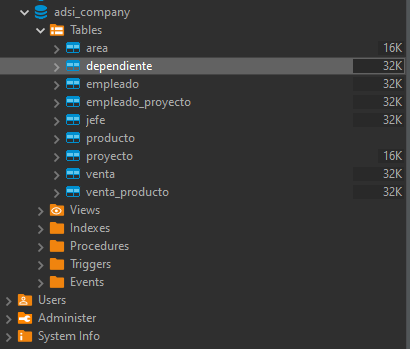 adsi_company
Tables
area 16K
dependiente 32K
empleado 32K
empleado_proyecto 32K
jefe 32K
producto
proyecto 16K
venta 32K
venta_producto 32K
Views
Indexes
Procedures
Triggers
Events
Users
Administer
System Info